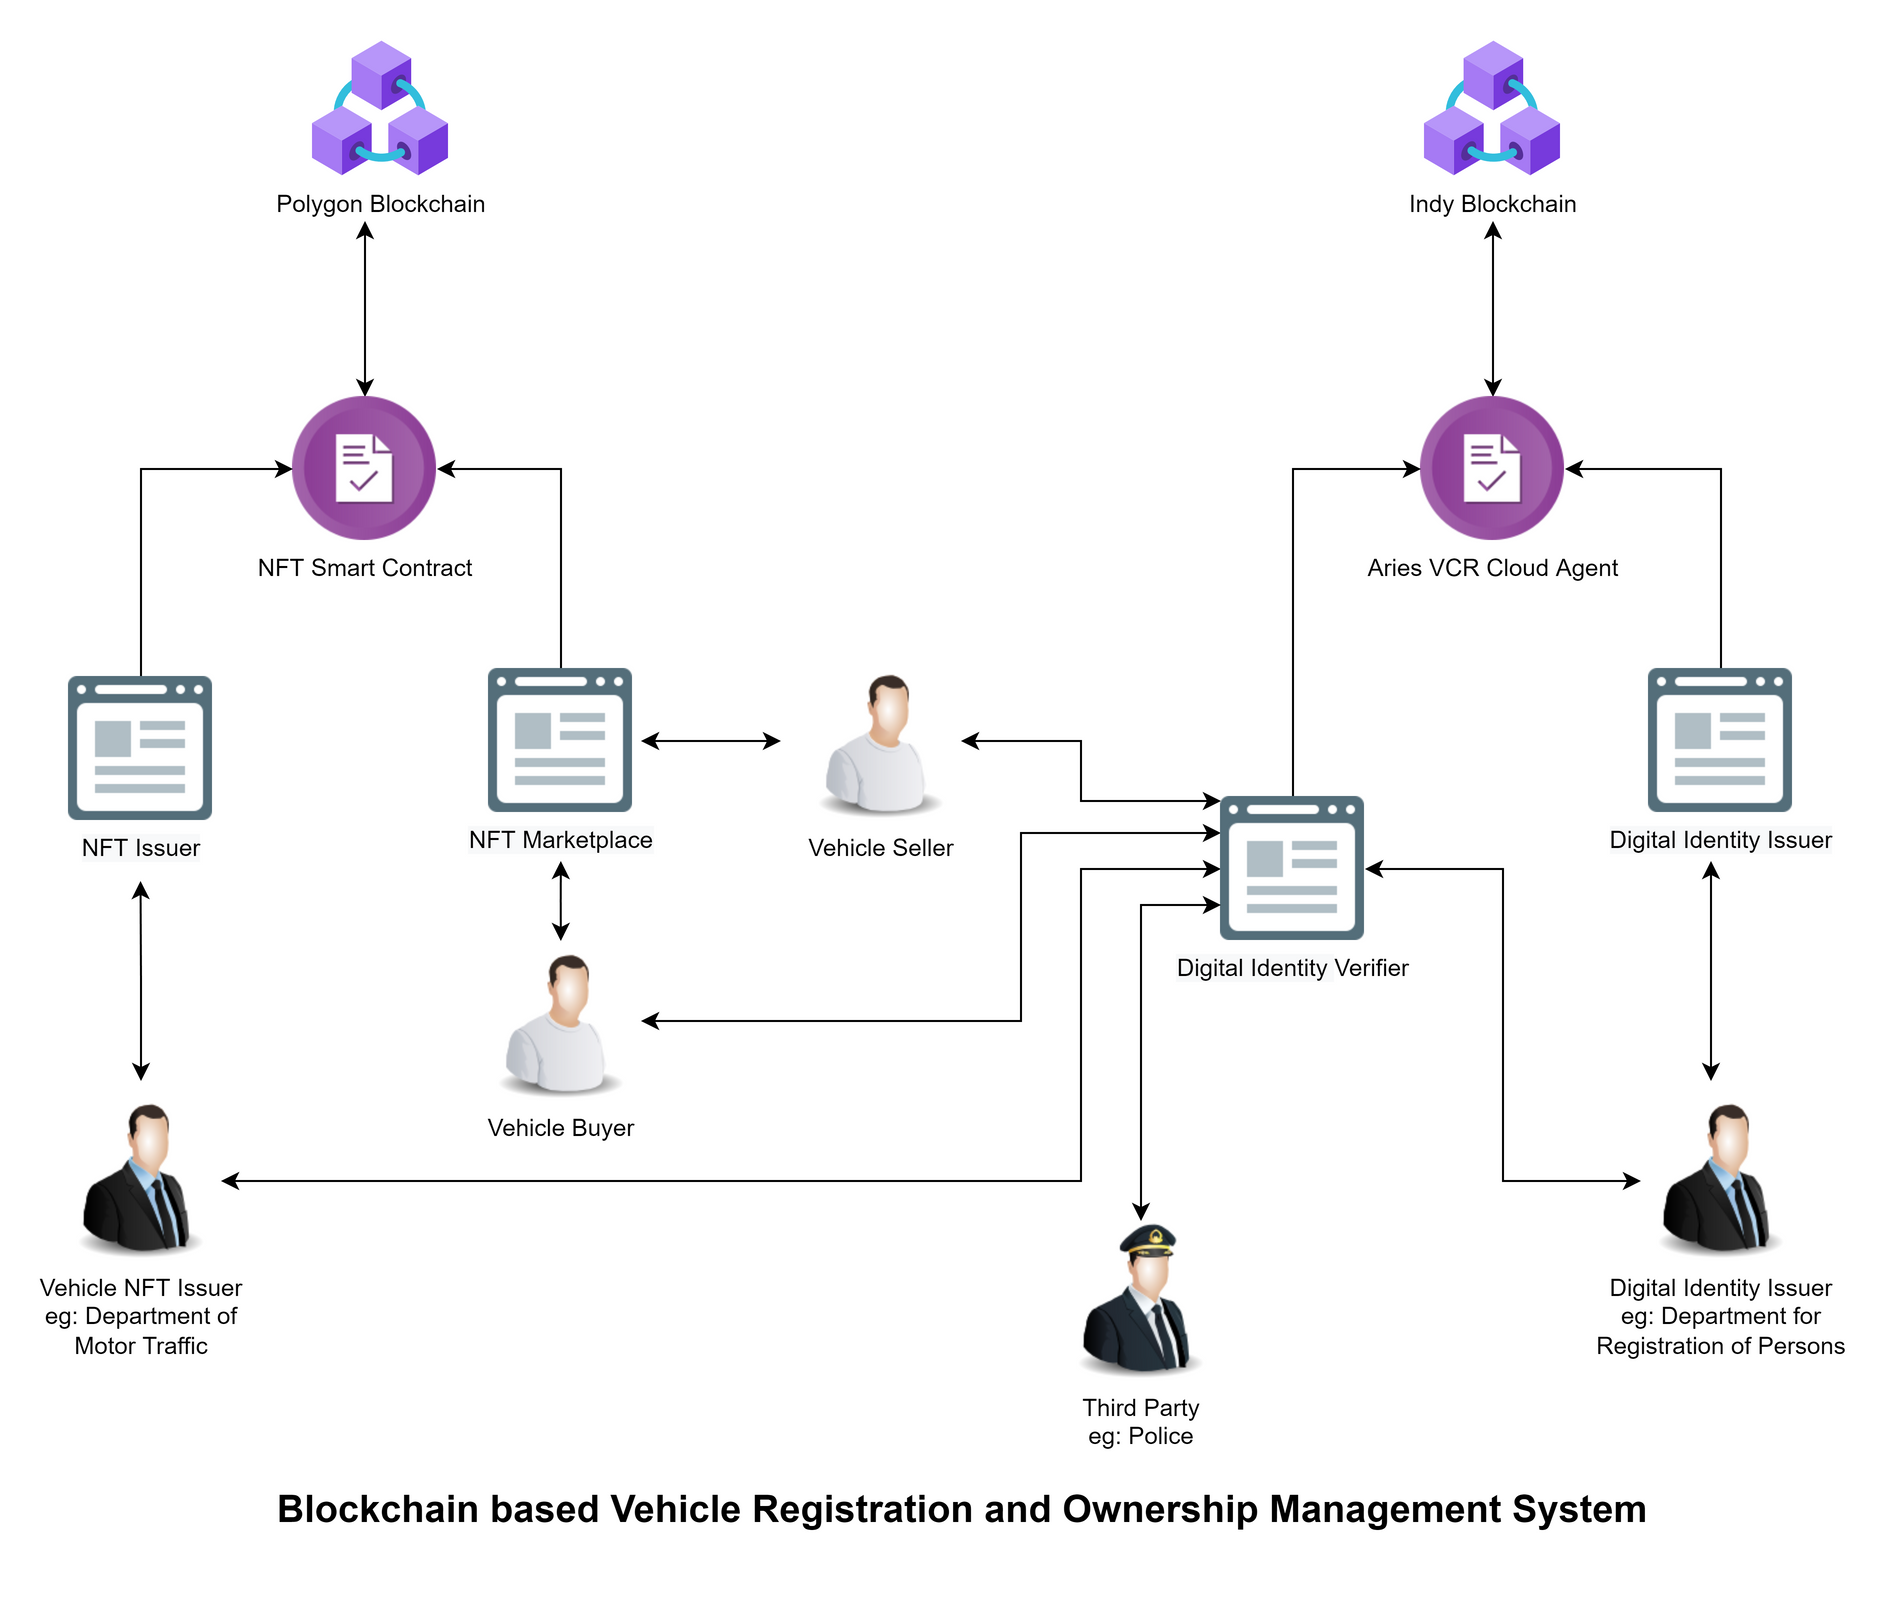 Polygon Blockchain
Indy Blockchain
NFT Smart Contract
Aries VCR Cloud Agent
NFT Issuer
NFT Marketplace
Vehicle Seller
Digital Identity Issuer
Digital Identity Verifier
Vehicle Buyer
Vehicle NFT Issuer
eg: Department of
Motor Traffic
Digital Identity Issuer
eg: Department for
Registration of Persons
Third Party
eg: Police
Blockchain based Vehicle Registration and Ownership Management System